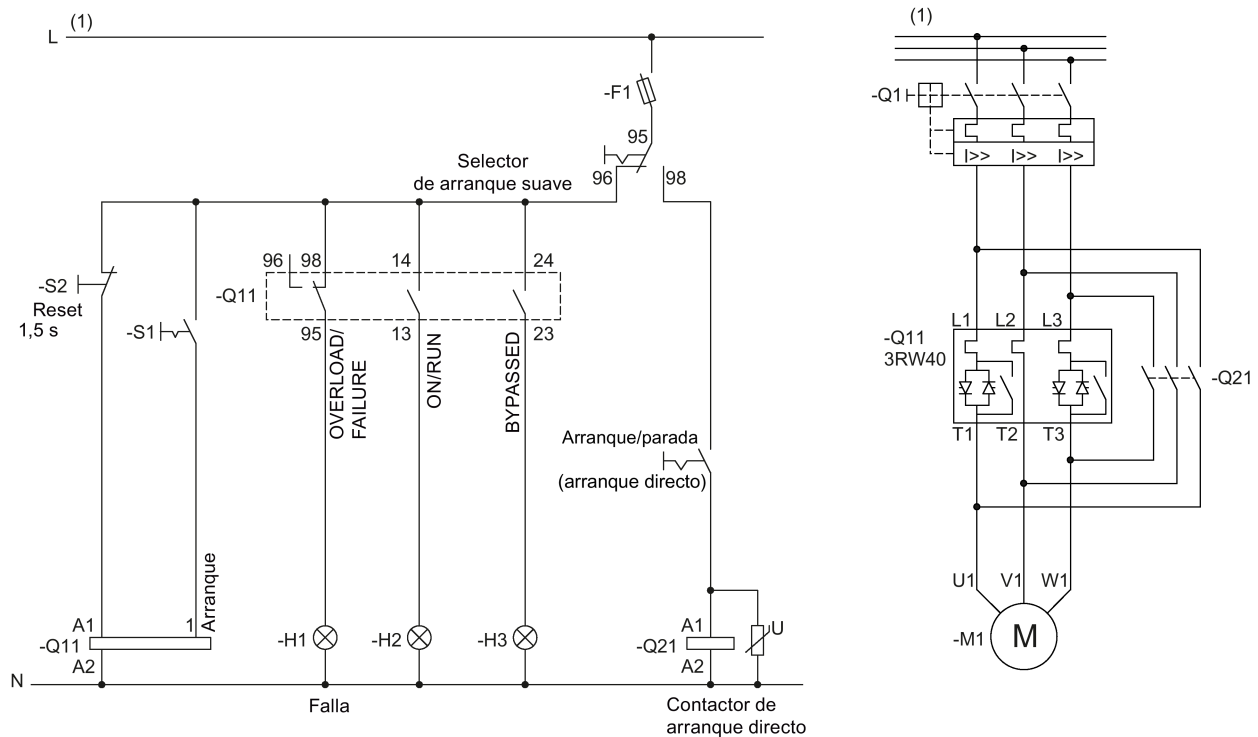 (1)
L
-F1
95
96
98
Selector
de arranque suave
-S2
Reset
1,5 s
-S1
96 98
14
24
-Q11
95
13
23
OVERLOAD/
FAILURE
ON/RUN
BYPASSED
Arranque/parada
(arranque directo)
Arranque
A1
1
-Q11
A2
-H1
-H2
-H3
A1
-Q21
A2
U
N
Falla
Contactor de
arranque directo
(1)
-Q1
I>> I>> I>>
L1 L2 L3
-Q11
3RW40
-Q21
T1 T2 T3
U1 V1 W1
-M1
M